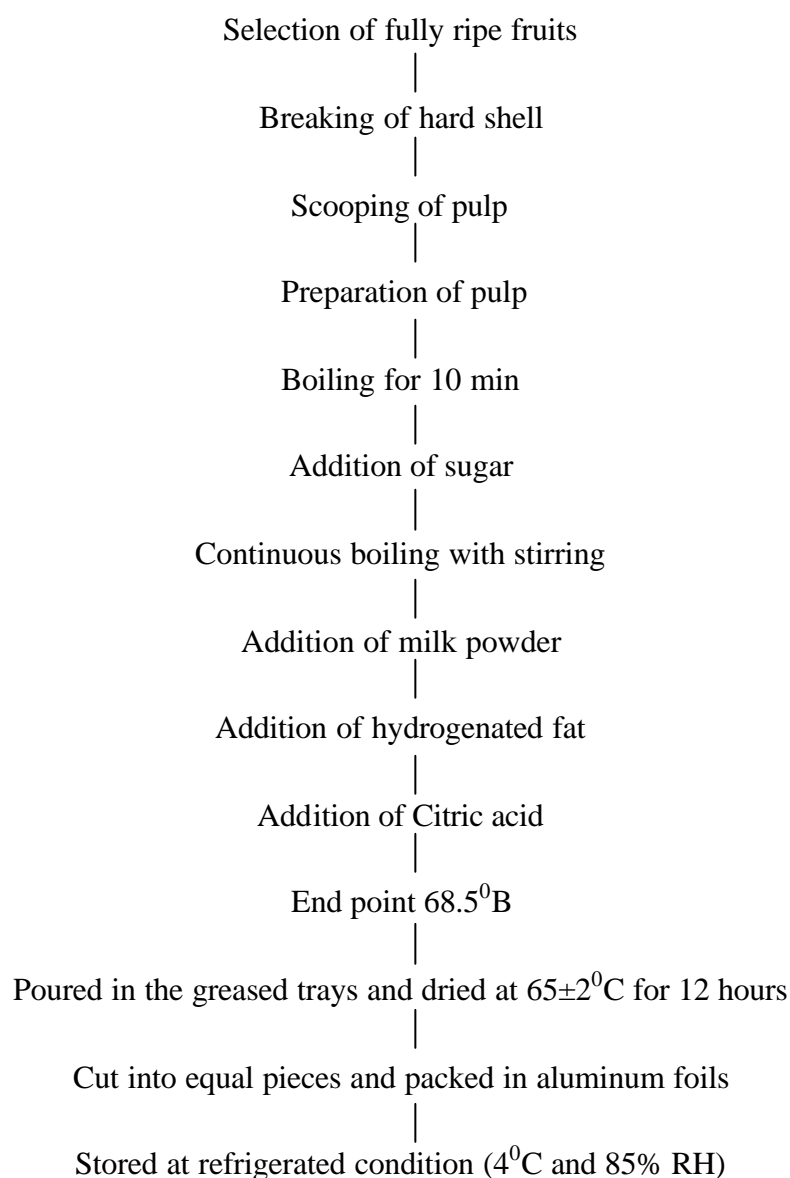 Selection of fully ripe fruits
Breaking of hard shell
Scooping of pulp
Preparation of pulp
Boiling for 10 min
Addition of sugar
Continuous boiling with stirring
Addition of milk powder
Addition of hydrogenated fat
Addition of Citric acid
End point 68.5⁰B
Poured in the greased trays and dried at 65±2⁰C for 12 hours
Cut into equal pieces and packed in aluminum foils
Stored at refrigerated condition (4⁰C and 85% RH)